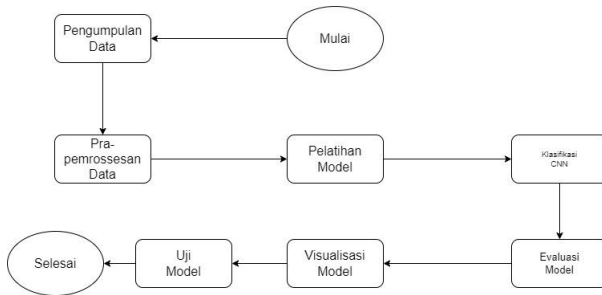 Mulai
Pengumpulan
Data
Pra-
pemrossesan
Data
Pelatihan
Model
Klasifikasi
CNN
Evaluasi
Model
Visualisasi
Model
Uji
Model
Selesai